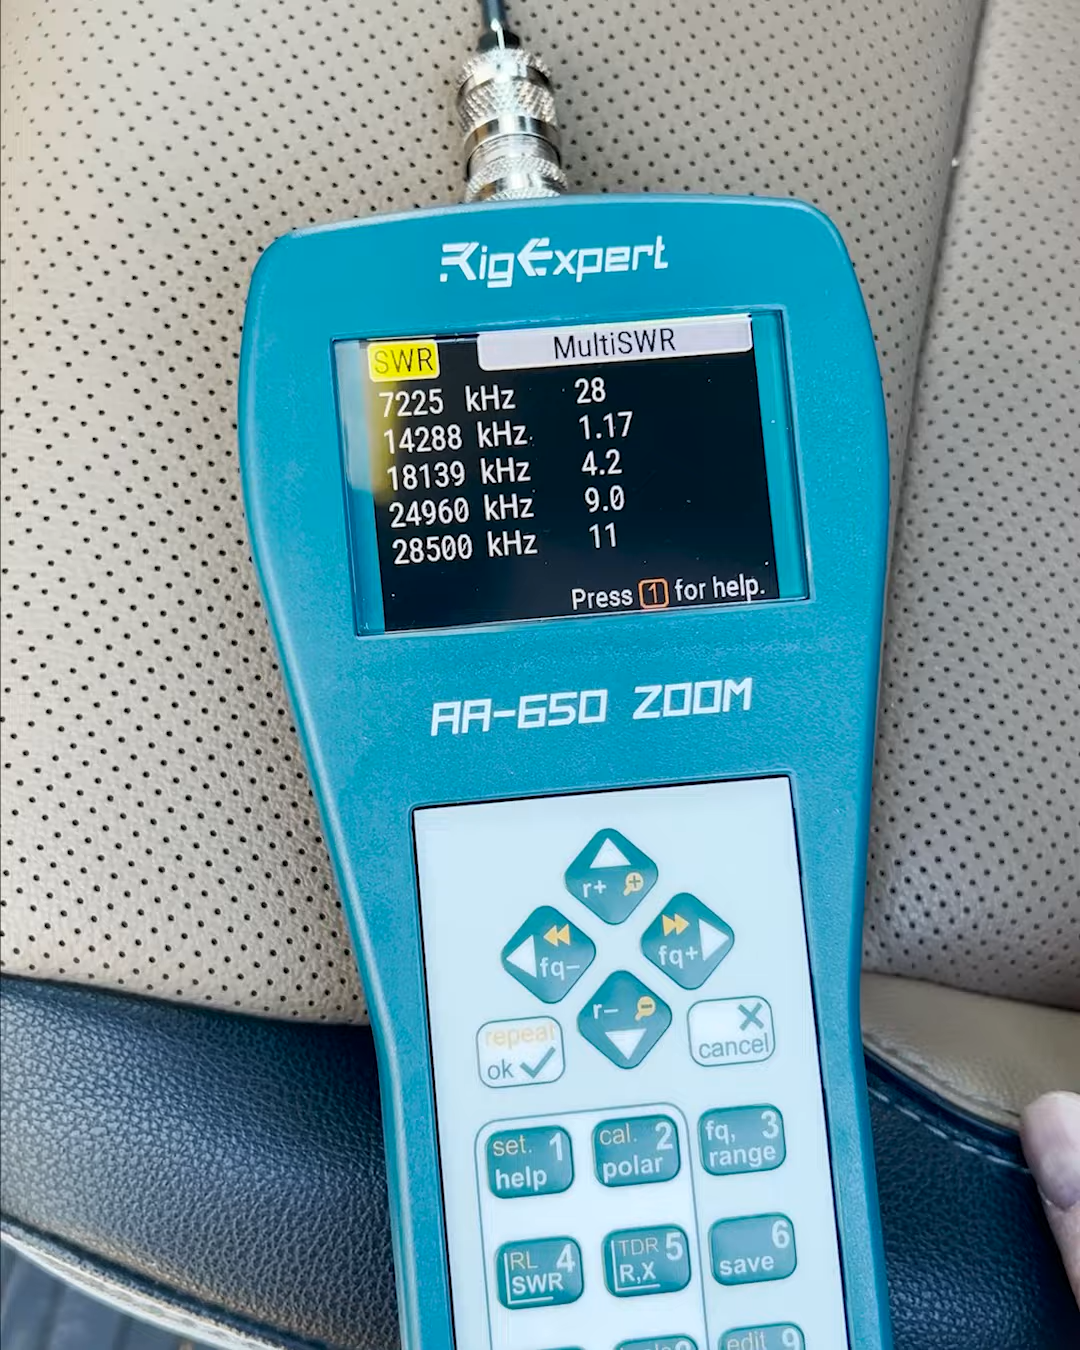 RigExpert
SWR MultiSWR
7225 kHz 28
14288 kHz 1.17
18139 kHz 4.2
24960 kHz 9.0
28500 kHz 11
Press 1 for help.
AA-650 ZOOM
r+
fq-
fq+
r-
repeat
ok
cancel
set. 1
help
cal. 2
polar
fq, 3
range
RL 4
SWR
TDR 5
R,X
6
save
edit 9